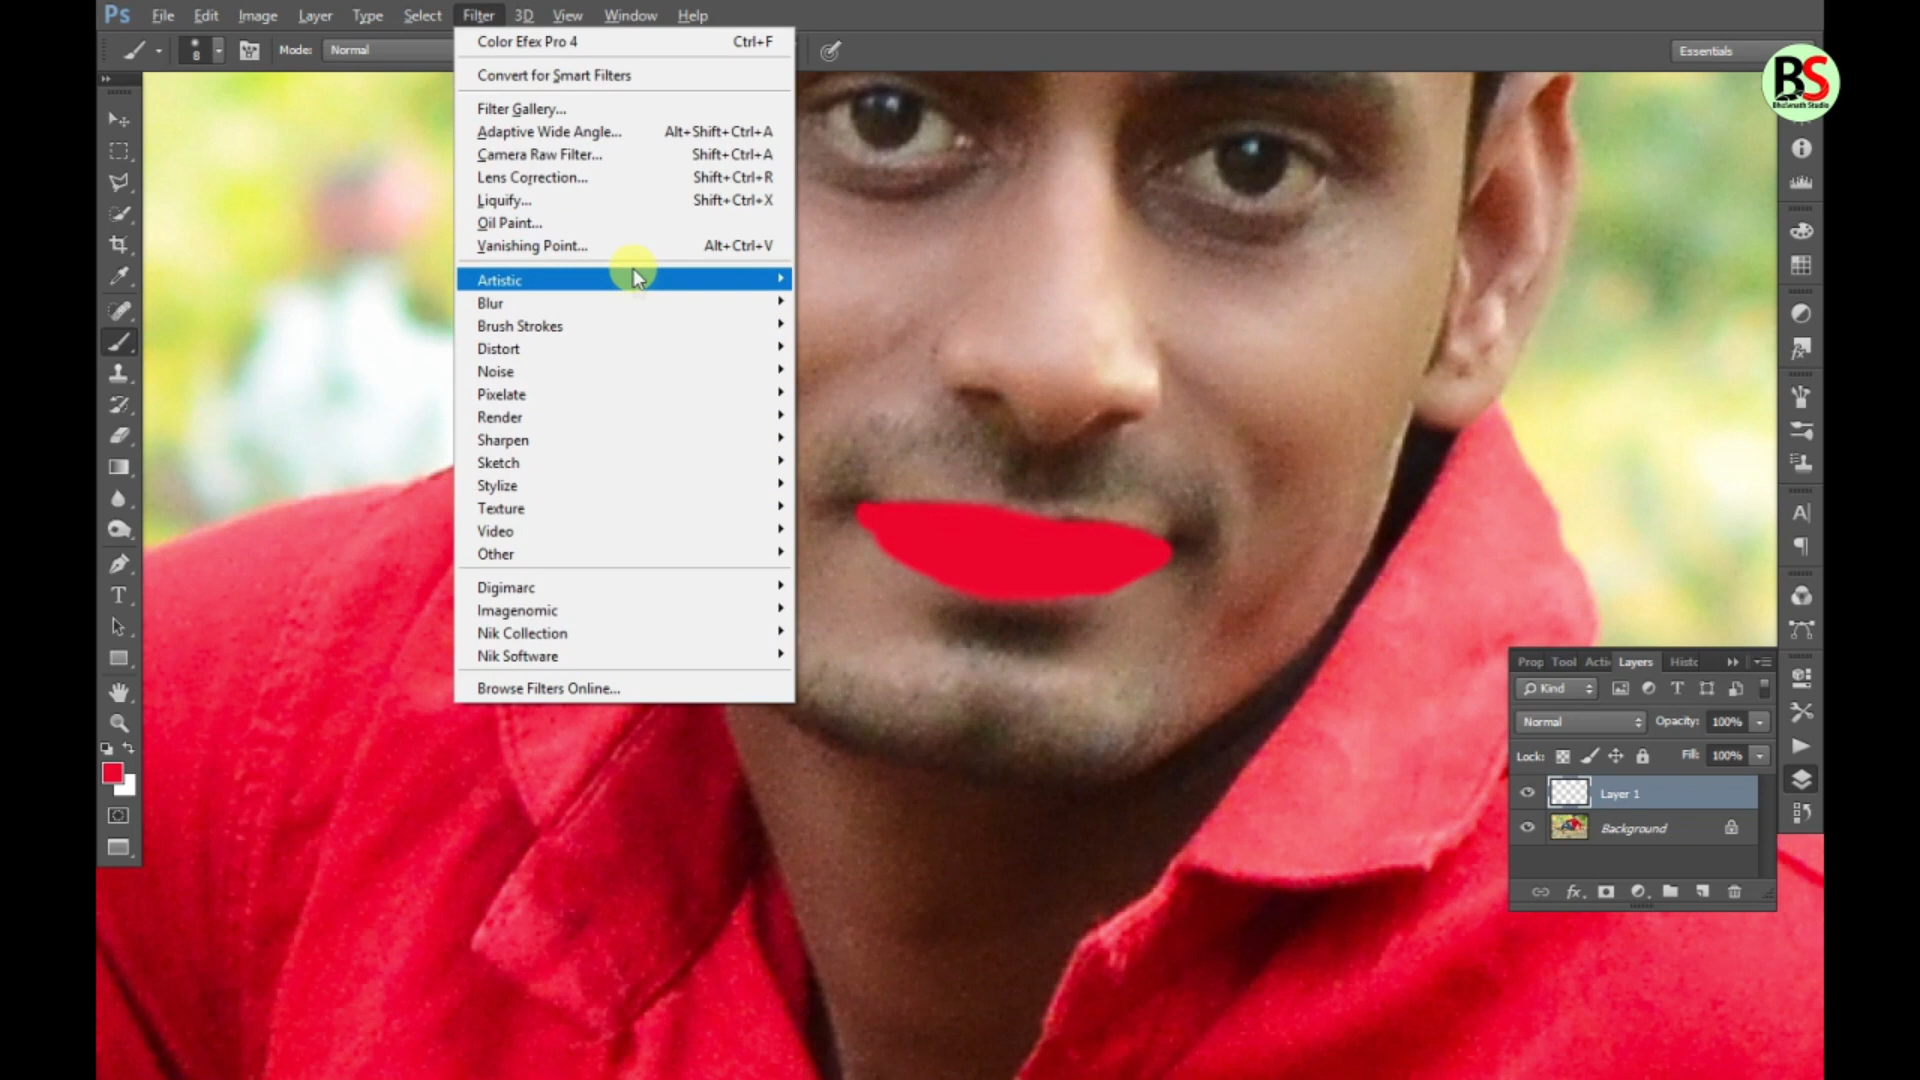 Ps File Edit Image Layer Type Select Filter 3D View Window Help
8 Mode: Normal Essentials
BS
Bholenath Studio
Color Efex Pro 4 Ctrl+F
Convert for Smart Filters
Filter Gallery...
Adaptive Wide Angle... Alt+Shift+Ctrl+A
Camera Raw Filter... Shift+Ctrl+A
Lens Correction... Shift+Ctrl+R
Liquify... Shift+Ctrl+X
Oil Paint...
Vanishing Point... Alt+Ctrl+V
Artistic
Blur
Brush Strokes
Distort
Noise
Pixelate
Render
Sharpen
Sketch
Stylize
Texture
Video
Other
Digimarc
Imagenomic
Nik Collection
Nik Software
Browse Filters Online...
Prop Tool Acti Layers Histo
Kind
Normal Opacity: 100%
Lock: Fill: 100%
Layer 1
Background